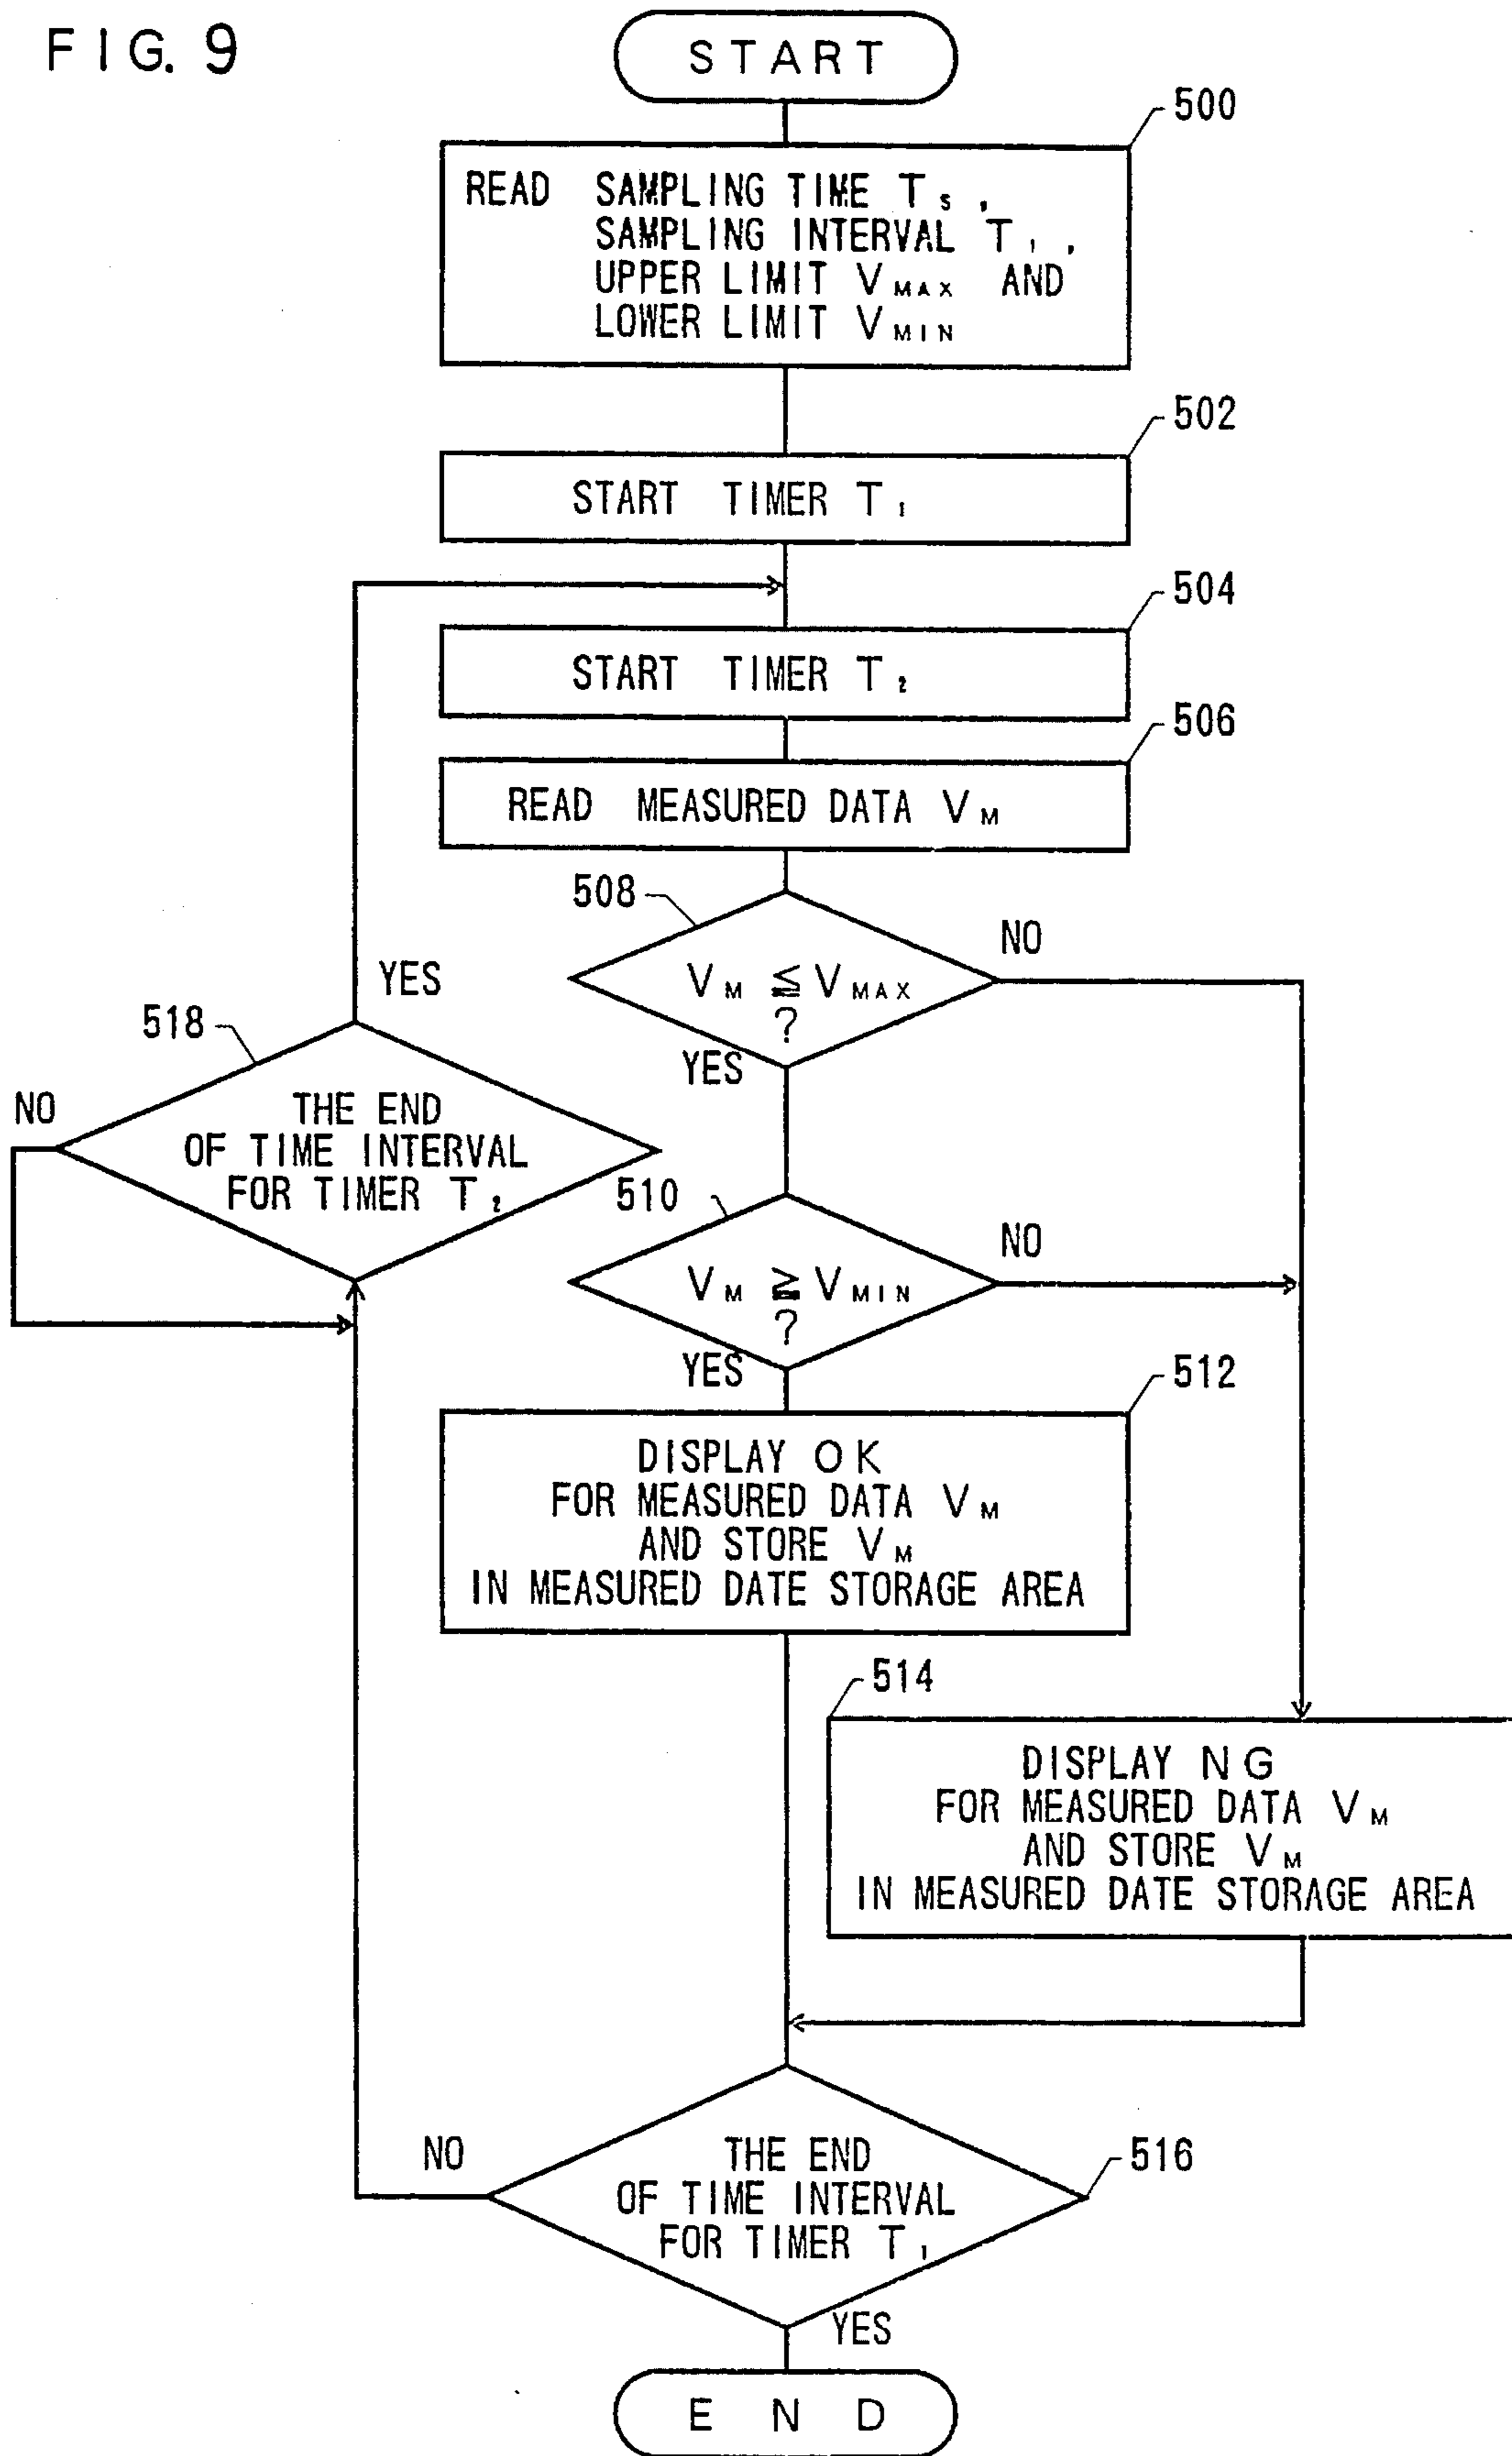 FIG. 9
START
500
READ SAMPLING TIME Ts,
SAMPLING INTERVAL TI,
UPPER LIMIT VMAX AND
LOWER LIMIT VMIN
502
START TIMER T1
504
START TIMER T2
506
READ MEASURED DATA VM
508
VM ≦ VMAX
?
NO
YES
518
YES
NO
THE END
OF TIME INTERVAL
FOR TIMER T2
510
VM ≧ VMIN
?
NO
YES
512
DISPLAY OK
FOR MEASURED DATA VM
AND STORE VM
IN MEASURED DATE STORAGE AREA
514
DISPLAY NG
FOR MEASURED DATA VM
AND STORE VM
IN MEASURED DATE STORAGE AREA
516
NO
THE END
OF TIME INTERVAL
FOR TIMER T1
YES
END